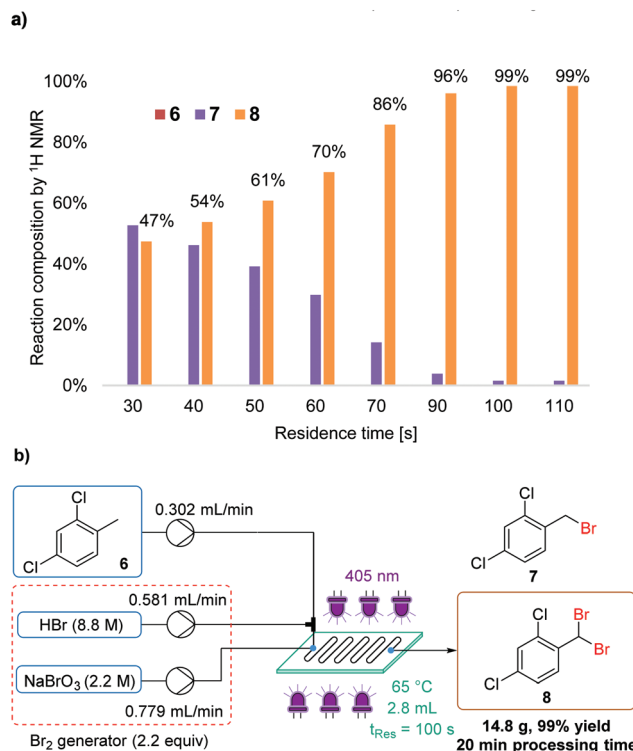 a)
100%
80%
60%
40%
20%
0%
Reaction composition by ¹H NMR
6 7 8
47%
54%
61%
70%
86%
96%
99%
99%
30 40 50 60 70 90 100 110
Residence time [s]
b)
Cl
Cl
6
0.302 mL/min
HBr (8.8 M)
0.581 mL/min
NaBrO₃ (2.2 M)
0.779 mL/min
Br₂ generator (2.2 equiv)
405 nm
65 °C
2.8 mL
tRes = 100 s
Cl
Br
Cl
7
Cl
Br
Br
Cl
8
14.8 g, 99% yield
20 min processing time